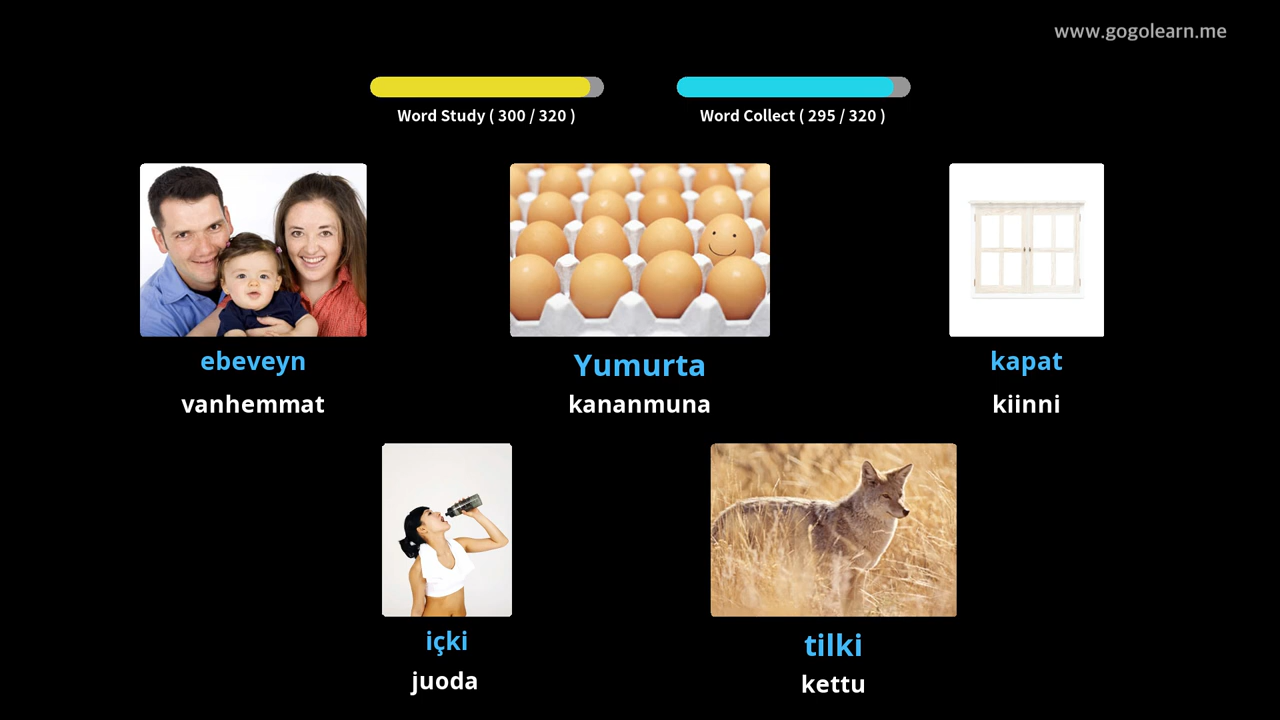 www.gogolearn.me
Word Study ( 300 / 320 )
Word Collect ( 295 / 320 )
ebeveyn
vanhemmat
Yumurta
kananmuna
kapat
kiinni
içki
juoda
tilki
kettu